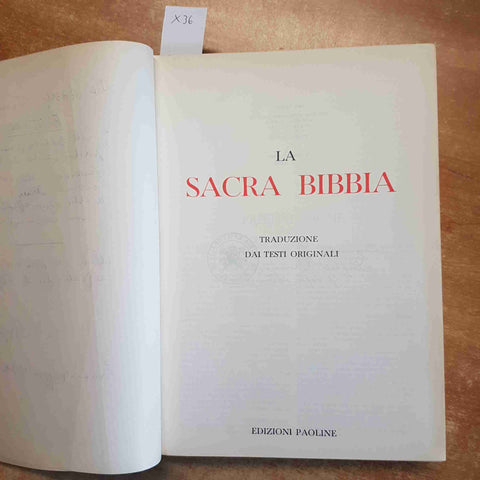 X36
LA
SACRA BIBBIA
TRADUZIONE
DAI TESTI ORIGINALI
EDIZIONI PAOLINE